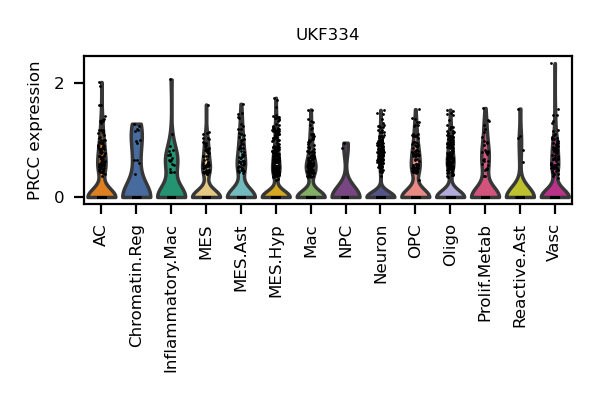 UKF334
PRCC expression
2
0
AC
Chromatin.Reg
Inflammatory.Mac
MES
MES.Ast
MES.Hyp
Mac
NPC
Neuron
OPC
Oligo
Prolif.Metab
Reactive.Ast
Vasc